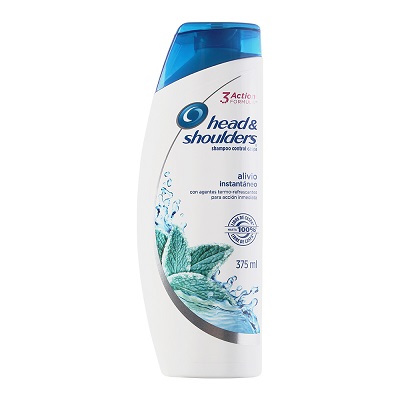 3 Action
FORMULA
head &
shoulders
shampoo control caspa
alivio
instantáneo
con agentes termo-refrescantes
para acción inmediata
HASTA 100%
375 ml